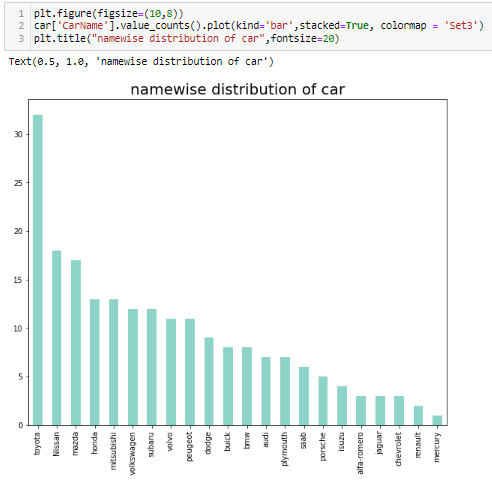 1 plt.figure(figsize=(10,8))
2 car['CarName'].value_counts().plot(kind='bar',stacked=True, colormap = 'Set3')
3 plt.title("namewise distribution of car",fontsize=20)
Text(0.5, 1.0, 'namewise distribution of car')
namewise distribution of car
30
25
20
15
10
5
0
toyota
Nissan
mazda
honda
mitsubishi
volkswagen
subaru
volvo
peugeot
dodge
buick
bmw
audi
plymouth
saab
porsche
isuzu
alfa-romero
jaguar
chevrolet
renault
mercury